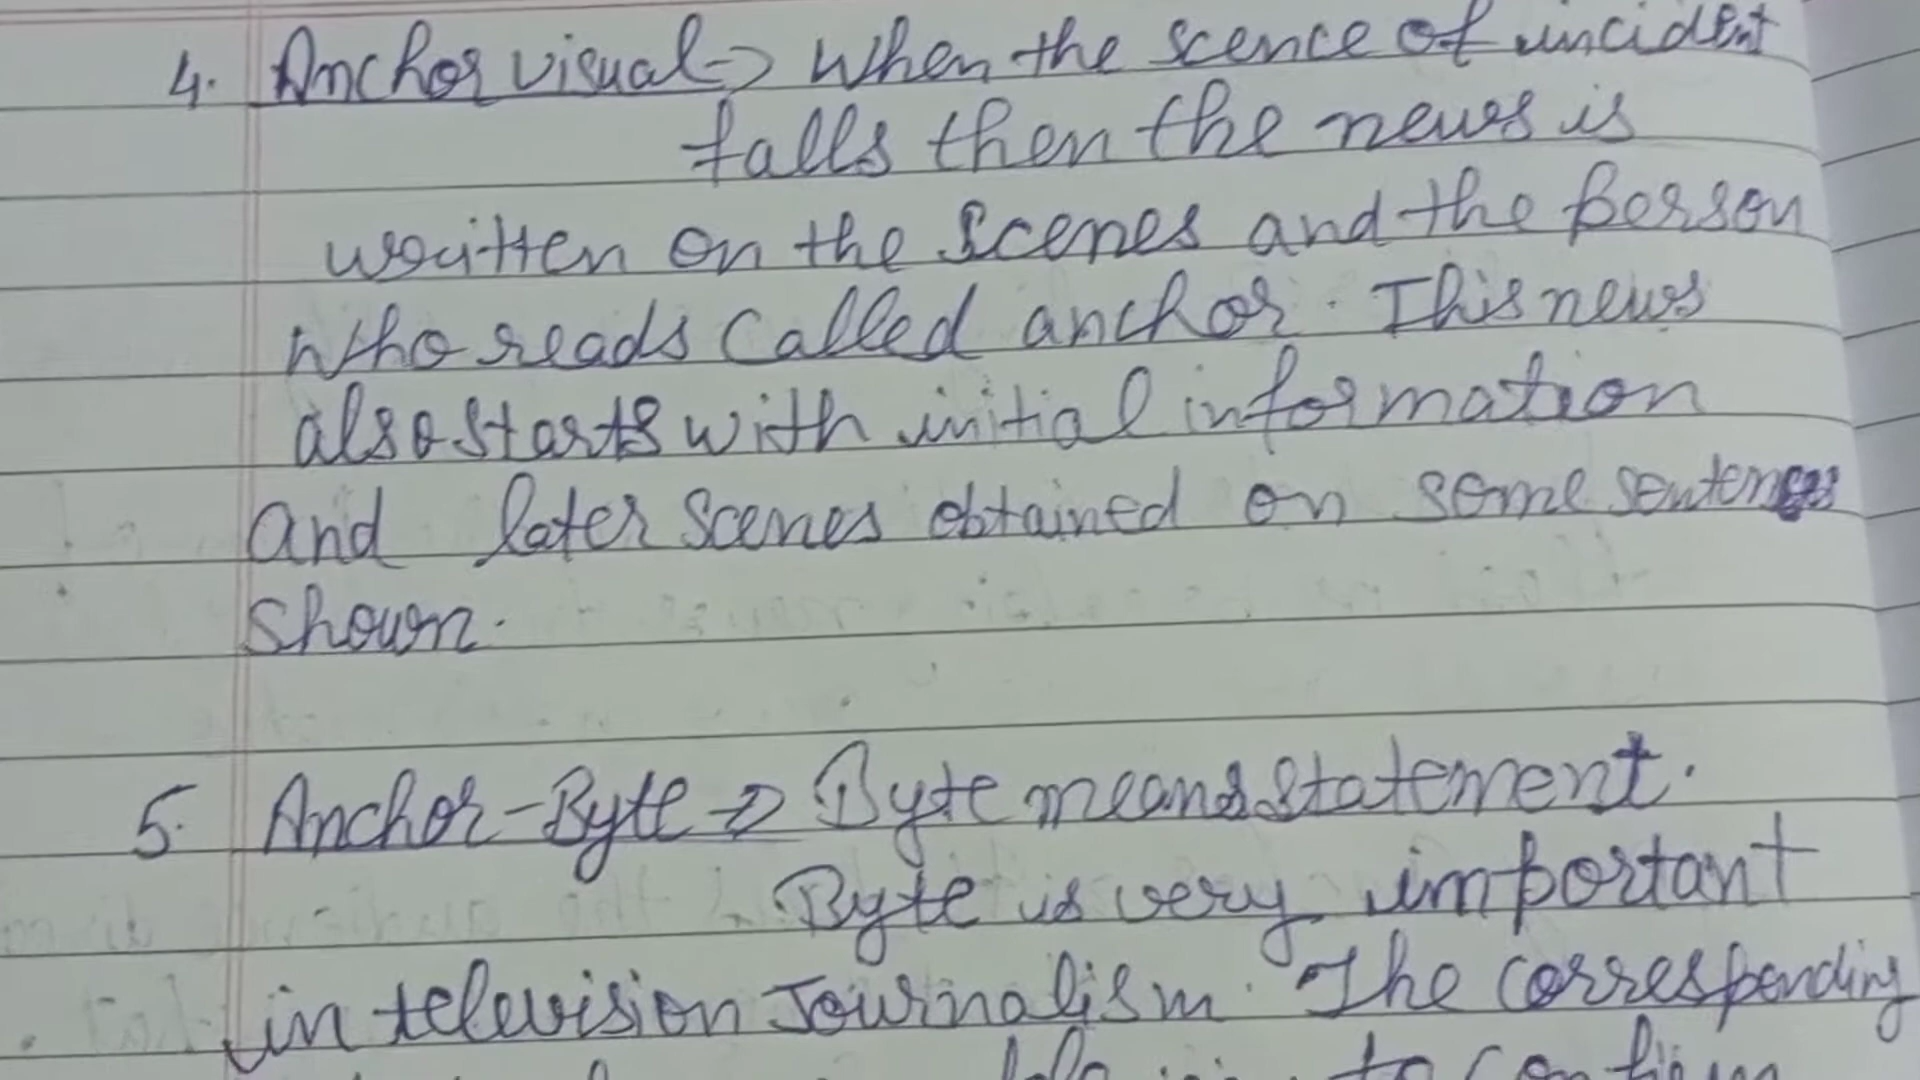 4. Anchor visual → When the scence of incident
falls then the news is
written on the scenes and the person
who reads called anchor. This news
also starts with initial information
and later scenes obtained on some sentences
shown.
5. Anchor-Byte → Byte means statement.
Byte is very important
in television Journalism. The corresponding
to confirm